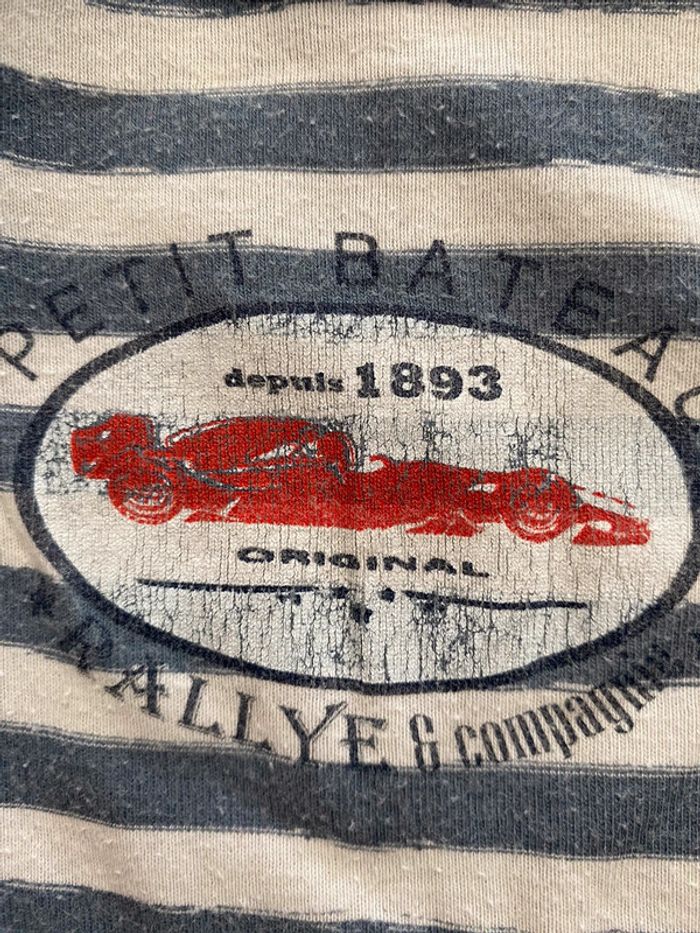 PETIT BATEAU
depuis 1893
ORIGINAL
RALLYE & compagnie